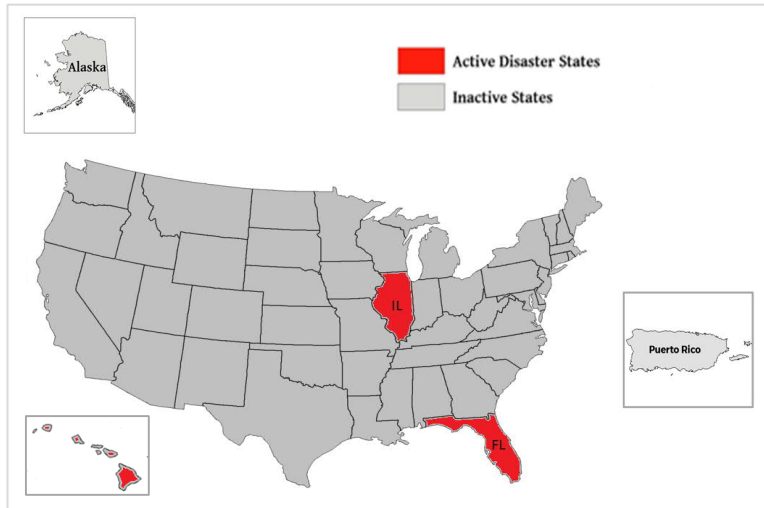 Alaska
Active Disaster States
Inactive States
IL
Puerto Rico
FL